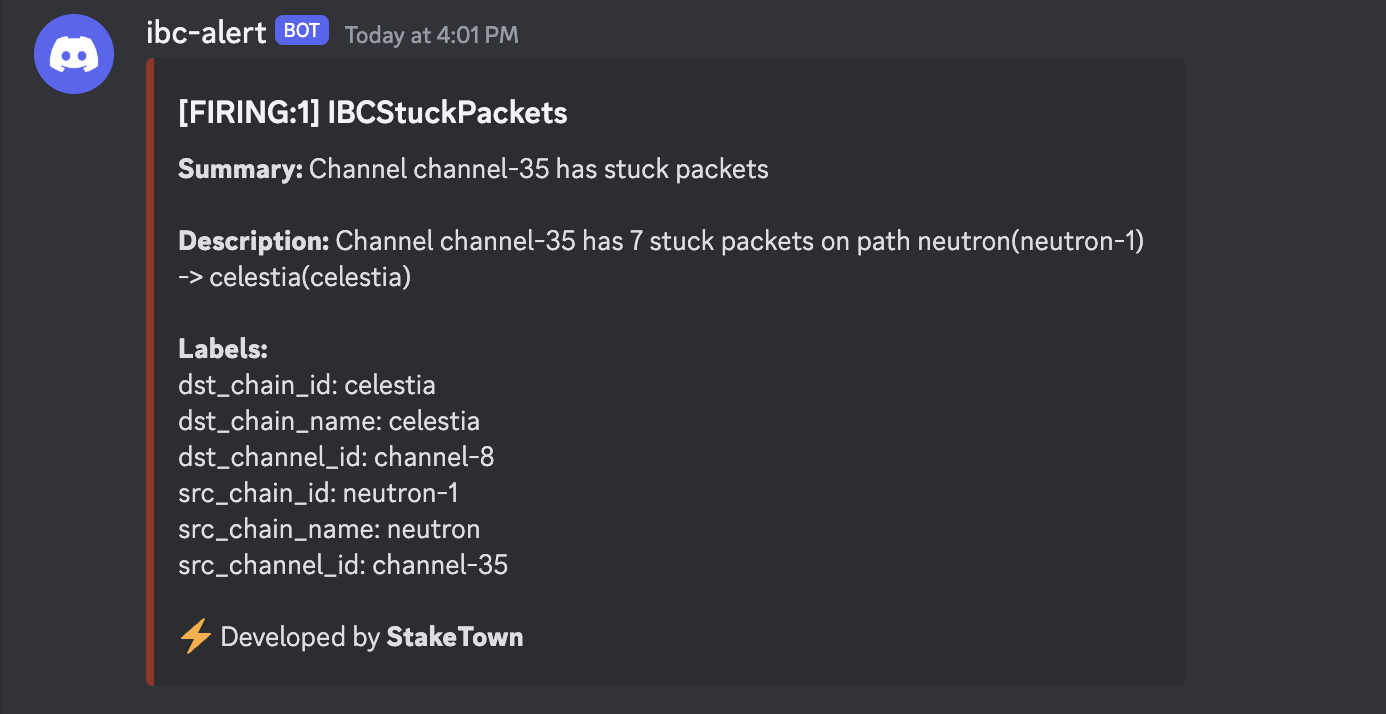 ibc-alert BOT Today at 4:01 PM
[FIRING:1] IBCStuckPackets
Summary: Channel channel-35 has stuck packets
Description: Channel channel-35 has 7 stuck packets on path neutron(neutron-1)
-> celestia(celestia)
Labels:
dst_chain_id: celestia
dst_chain_name: celestia
dst_channel_id: channel-8
src_chain_id: neutron-1
src_chain_name: neutron
src_channel_id: channel-35
⚡ Developed by StakeTown